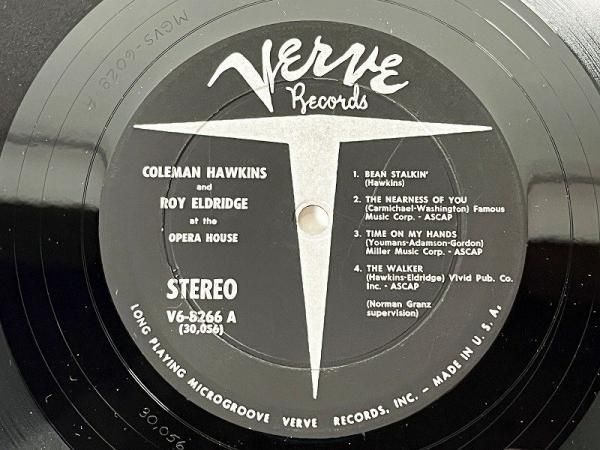 MGVS-6028 A
Verve
Records
COLEMAN HAWKINS
and
ROY ELDRIDGE
at the
OPERA HOUSE
STEREO
V6-8266 A
(30,056)
1. BEAN STALKIN'
(Hawkins)
2. THE NEARNESS OF YOU
(Carmichael-Washington) Famous
Music Corp. - ASCAP
3. TIME ON MY HANDS
(Youmans-Adamson-Gordon)
Miller Music Corp. - ASCAP
4. THE WALKER
(Hawkins-Eldridge) Vivid Pub. Co.
Inc. - ASCAP
(Norman Granz
supervision)
LONG PLAYING MICROGROOVE VERVE RECORDS, INC. – MADE IN U. S. A.
30,056